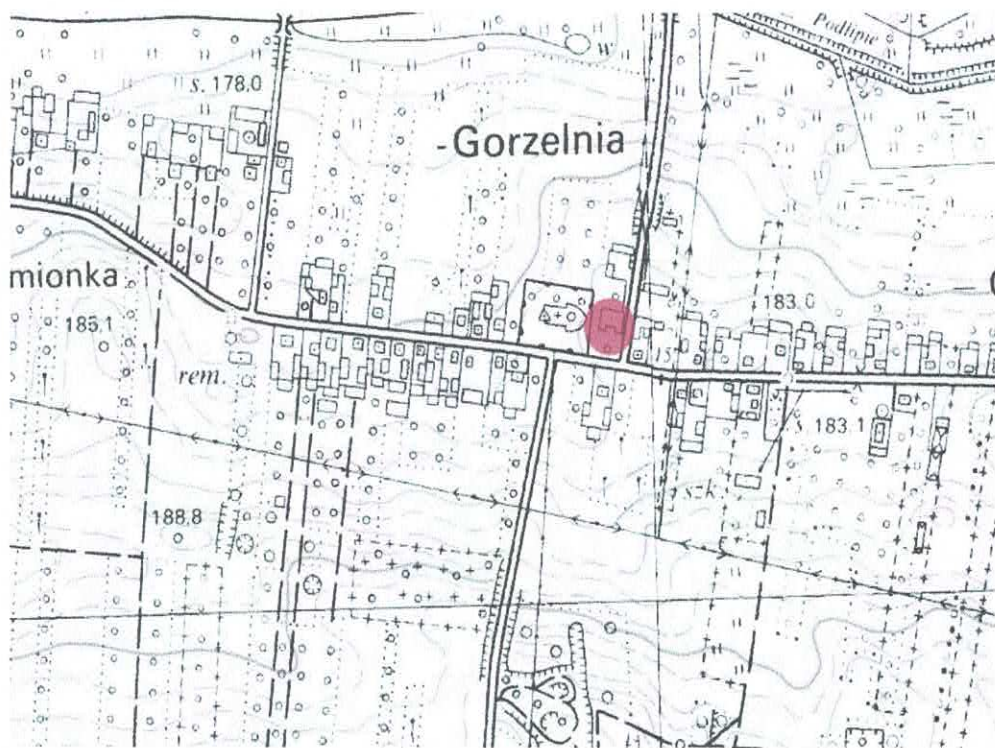 Podlipie
w
s. 178,0
-Gorzelnia
mionka
183,0
185,1
rem.
s. 183,1
szk.
188,8